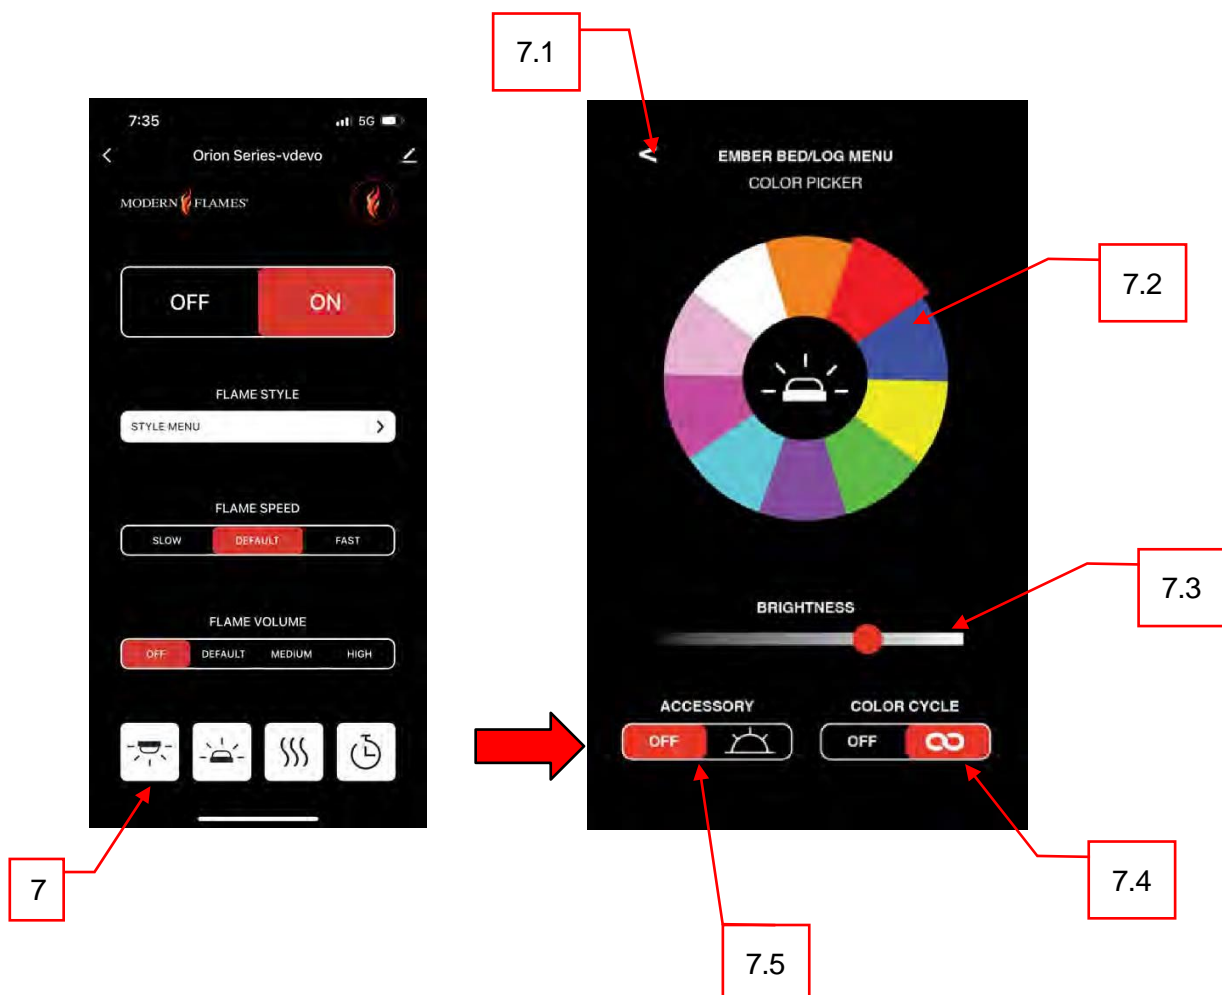 7.1
7:35
5G
Orion Series-vdevo
MODERN FLAMES®
OFF
ON
FLAME STYLE
STYLE MENU
FLAME SPEED
SLOW
DEFAULT
FAST
FLAME VOLUME
OFF
DEFAULT
MEDIUM
HIGH
7
EMBER BED/LOG MENU
COLOR PICKER
7.2
BRIGHTNESS
7.3
ACCESSORY
COLOR CYCLE
OFF
OFF
7.4
7.5